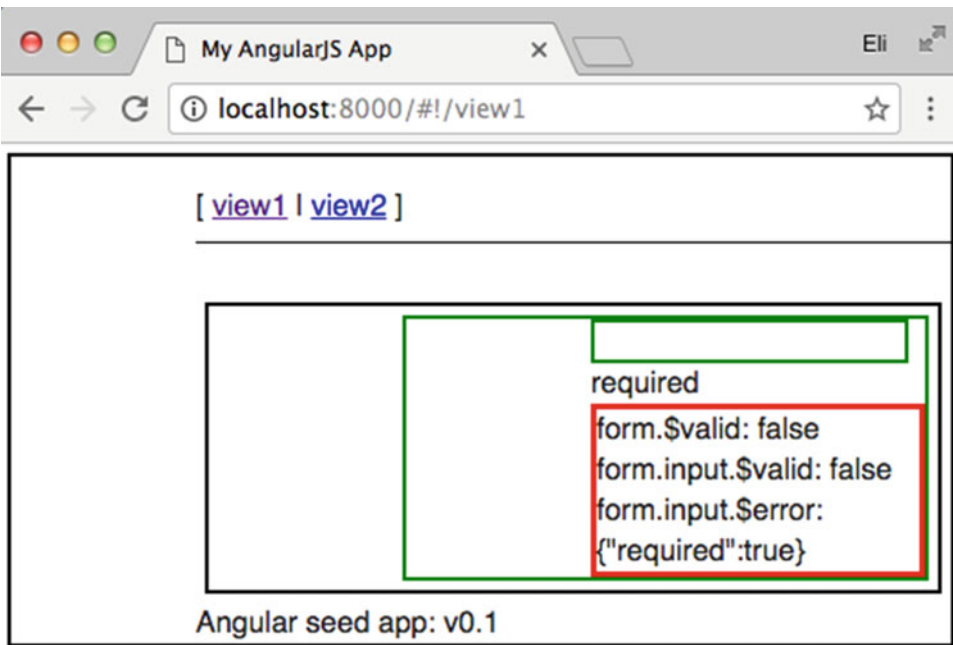 My AngularJS App
Eli
localhost:8000/#!/view1
[ view1 | view2 ]
required
form.$valid: false
form.input.$valid: false
form.input.$error:
{"required":true}
Angular seed app: v0.1